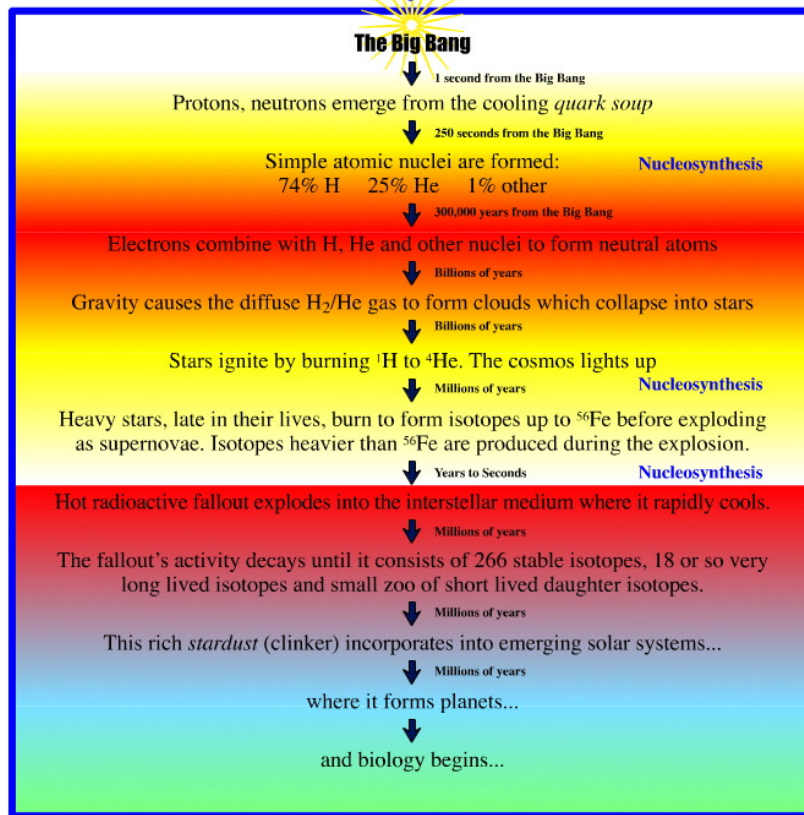 The Big Bang
1 second from the Big Bang
Protons, neutrons emerge from the cooling quark soup
250 seconds from the Big Bang
Simple atomic nuclei are formed: Nucleosynthesis
74% H 25% He 1% other
300,000 years from the Big Bang
Electrons combine with H, He and other nuclei to form neutral atoms
Billions of years
Gravity causes the diffuse H₂/He gas to form clouds which collapse into stars
Billions of years
Stars ignite by burning ¹H to ⁴He. The cosmos lights up
Millions of years Nucleosynthesis
Heavy stars, late in their lives, burn to form isotopes up to ⁵⁶Fe before exploding
as supernovae. Isotopes heavier than ⁵⁶Fe are produced during the explosion.
Years to Seconds Nucleosynthesis
Hot radioactive fallout explodes into the interstellar medium where it rapidly cools.
Millions of years
The fallout's activity decays until it consists of 266 stable isotopes, 18 or so very
long lived isotopes and small zoo of short lived daughter isotopes.
Millions of years
This rich stardust (clinker) incorporates into emerging solar systems...
Millions of years
where it forms planets...
and biology begins...